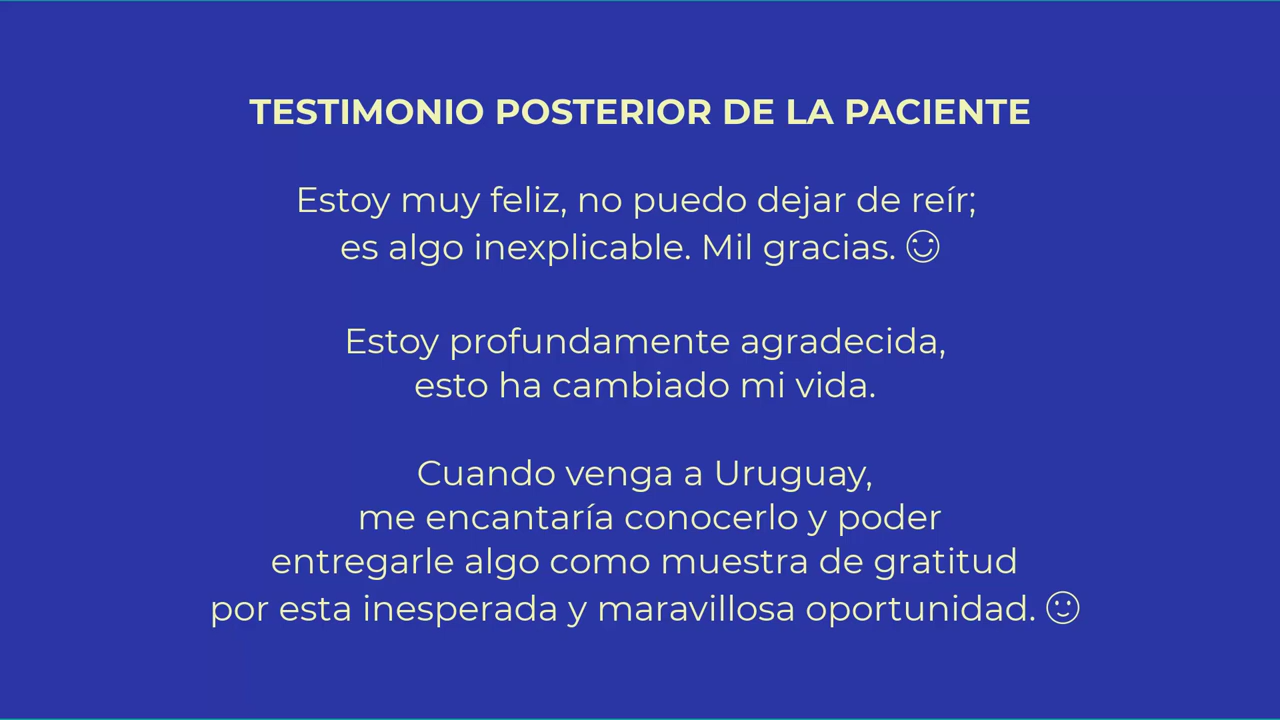 TESTIMONIO POSTERIOR DE LA PACIENTE
Estoy muy feliz, no puedo dejar de reír;
es algo inexplicable. Mil gracias. ☺
Estoy profundamente agradecida,
esto ha cambiado mi vida.
Cuando venga a Uruguay,
me encantaría conocerlo y poder
entregarle algo como muestra de gratitud
por esta inesperada y maravillosa oportunidad. ☺